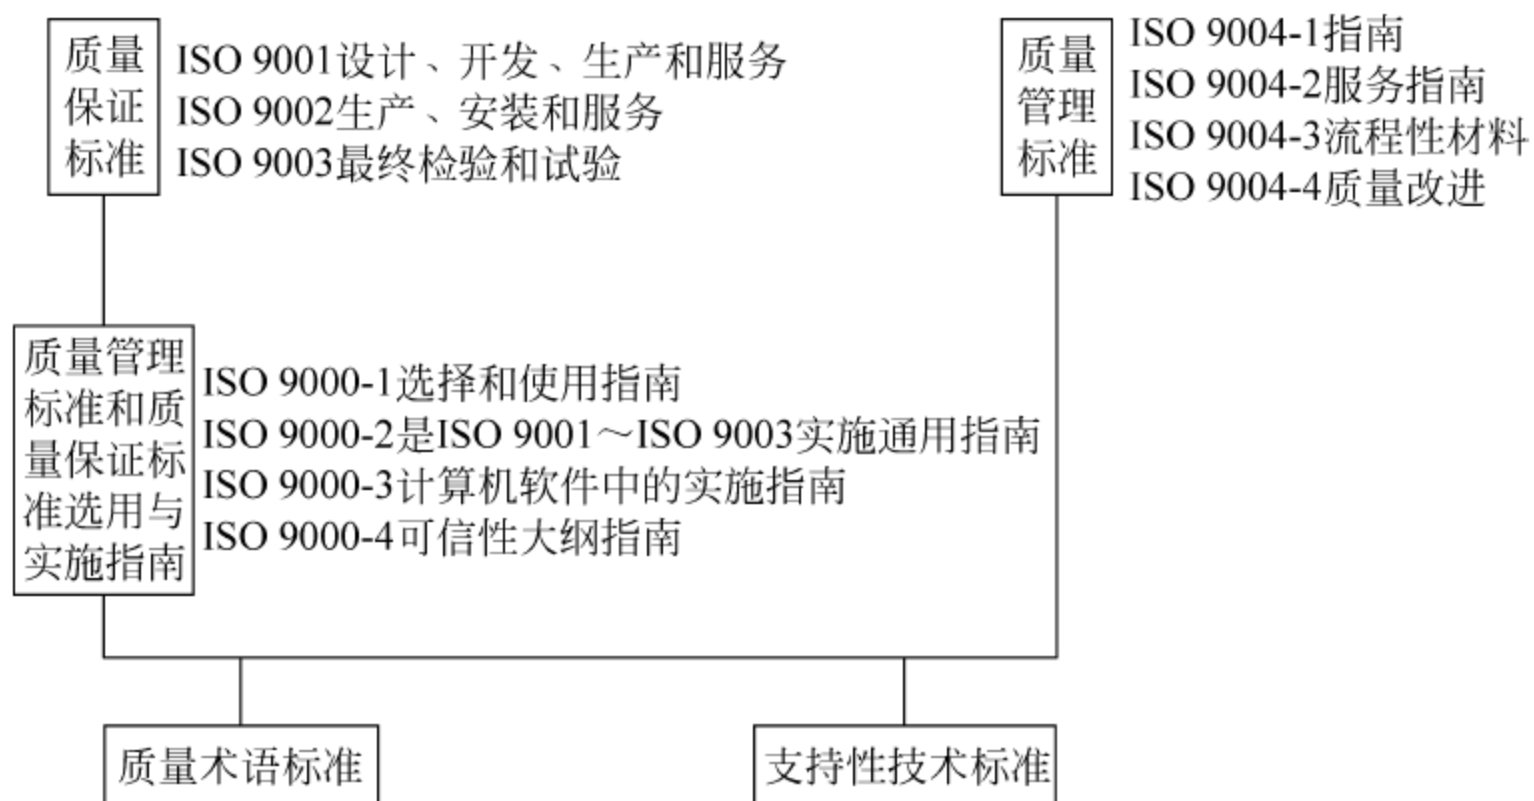 质量
保证
标准
ISO 9001设计、开发、生产和服务
ISO 9002生产、安装和服务
ISO 9003最终检验和试验
质量
管理
标准
ISO 9004-1指南
ISO 9004-2服务指南
ISO 9004-3流程性材料
ISO 9004-4质量改进
质量管理
标准和质
量保证标
准选用与
实施指南
ISO 9000-1选择和使用指南
ISO 9000-2是ISO 9001～ISO 9003实施通用指南
ISO 9000-3计算机软件中的实施指南
ISO 9000-4可信性大纲指南
质量术语标准
支持性技术标准